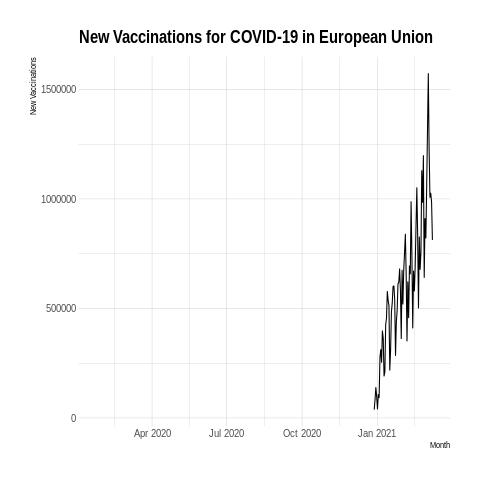 New Vaccinations for COVID-19 in European Union
New Vaccinations
1500000
1000000
500000
0
Apr 2020
Jul 2020
Oct 2020
Jan 2021
Month